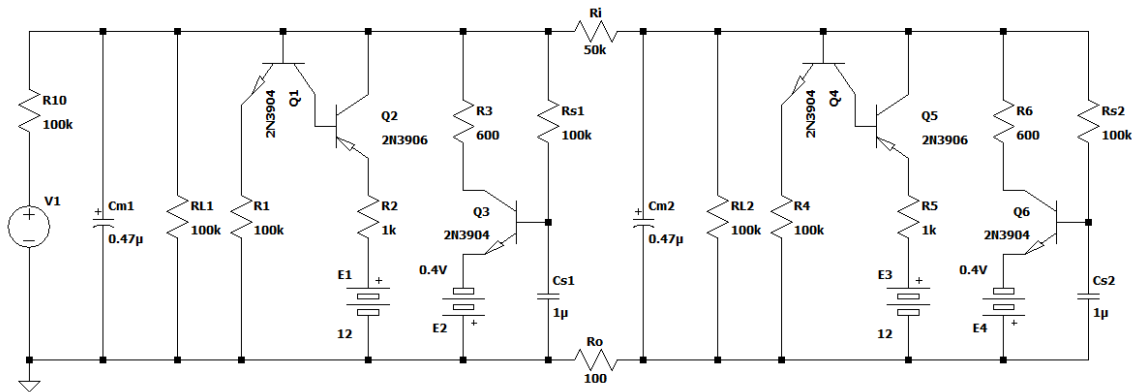 Ri
50k
R10
100k
V1
Cm1
0.47µ
RL1
100k
R1
100k
2N3904
Q1
Q2
2N3906
R2
1k
E1
12
R3
600
Q3
2N3904
0.4V
E2
Rs1
100k
Cs1
1µ
Ro
100
Cm2
0.47µ
RL2
100k
R4
100k
2N3904
Q4
Q5
2N3906
R5
1k
E3
12
R6
600
Q6
2N3904
0.4V
E4
Rs2
100k
Cs2
1µ